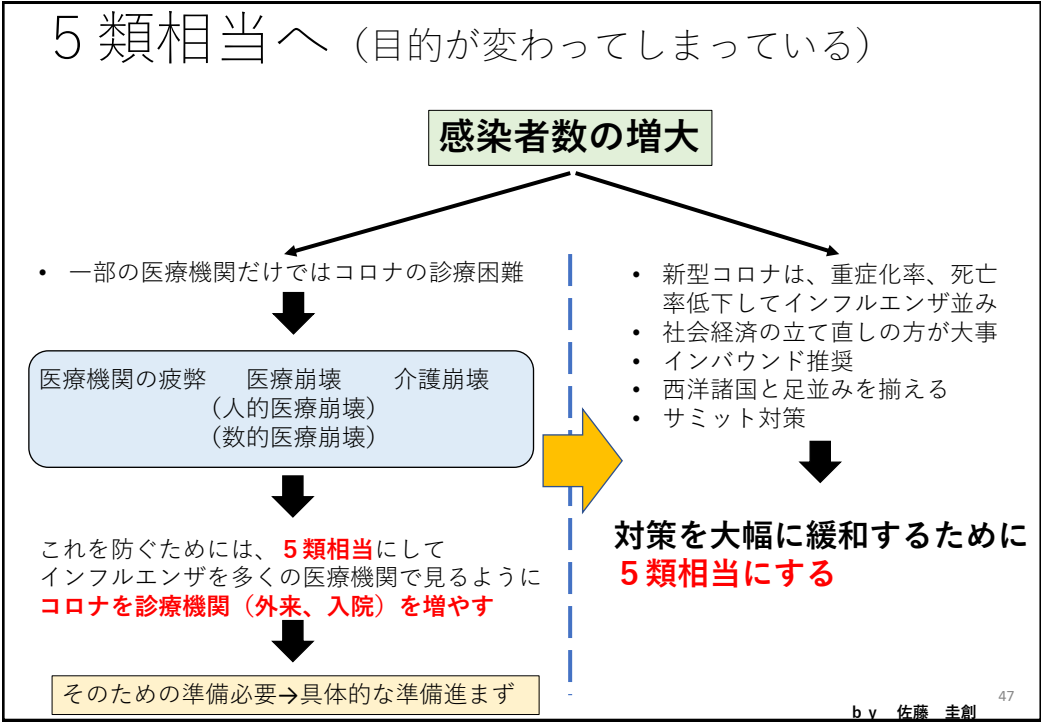 ５類相当へ（目的が変わってしまっている）
感染者数の増大
• 一部の医療機関だけではコロナの診療困難
医療機関の疲弊　医療崩壊　介護崩壊
（人的医療崩壊）
（数的医療崩壊）
これを防ぐためには、５類相当にして
インフルエンザを多くの医療機関で見るように
コロナを診療機関（外来、入院）を増やす
そのための準備必要→具体的な準備進まず
• 新型コロナは、重症化率、死亡
率低下してインフルエンザ並み
• 社会経済の立て直しの方が大事
• インバウンド推奨
• 西洋諸国と足並みを揃える
• サミット対策
対策を大幅に緩和するために
５類相当にする
47
ｂｙ　佐藤　圭創